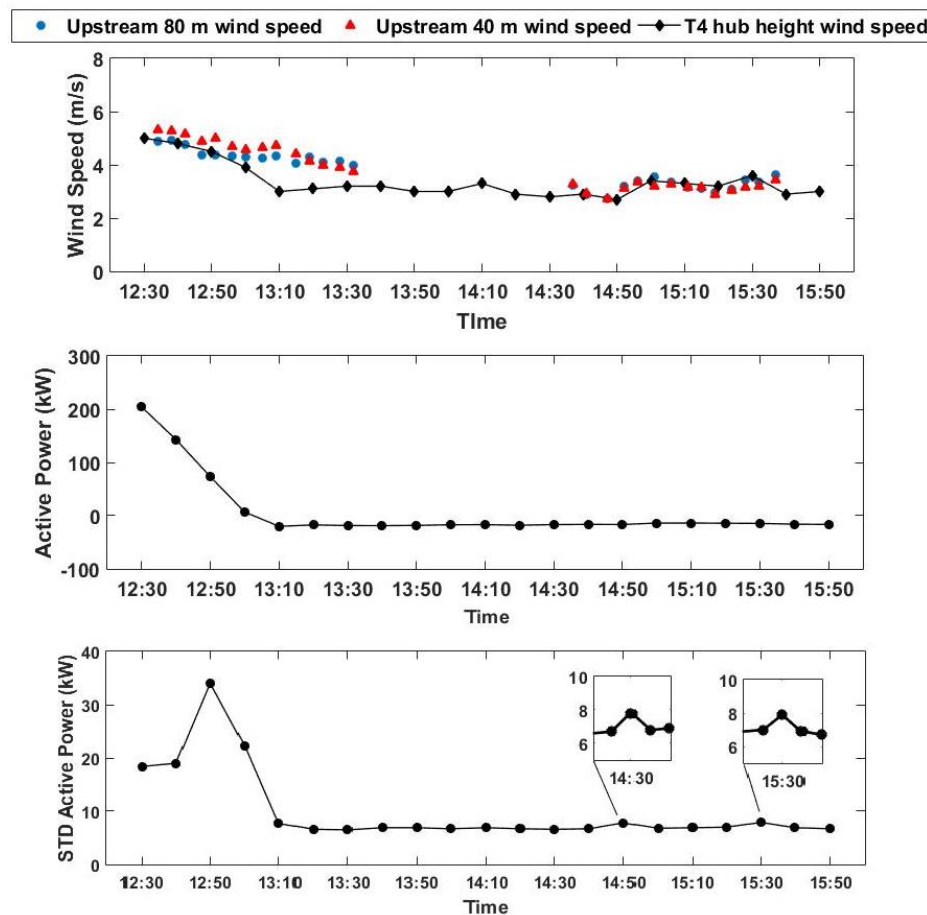 Upstream 80 m wind speed Upstream 40 m wind speed T4 hub height wind speed
Wind Speed (m/s)
8
6
4
2
0
12:30 12:50 13:10 13:30 13:50 14:10 14:30 14:50 15:10 15:30 15:50
TIme
Active Power (kW)
300
200
100
0
-100
12:30 12:50 13:10 13:30 13:50 14:10 14:30 14:50 15:10 15:30 15:50
Time
STD Active Power (kW)
40
30
20
10
0
10
8
6
14:30
10
8
6
15:30
12:30 12:50 13:10 13:30 13:50 14:10 14:30 14:50 15:10 15:30 15:50
Time